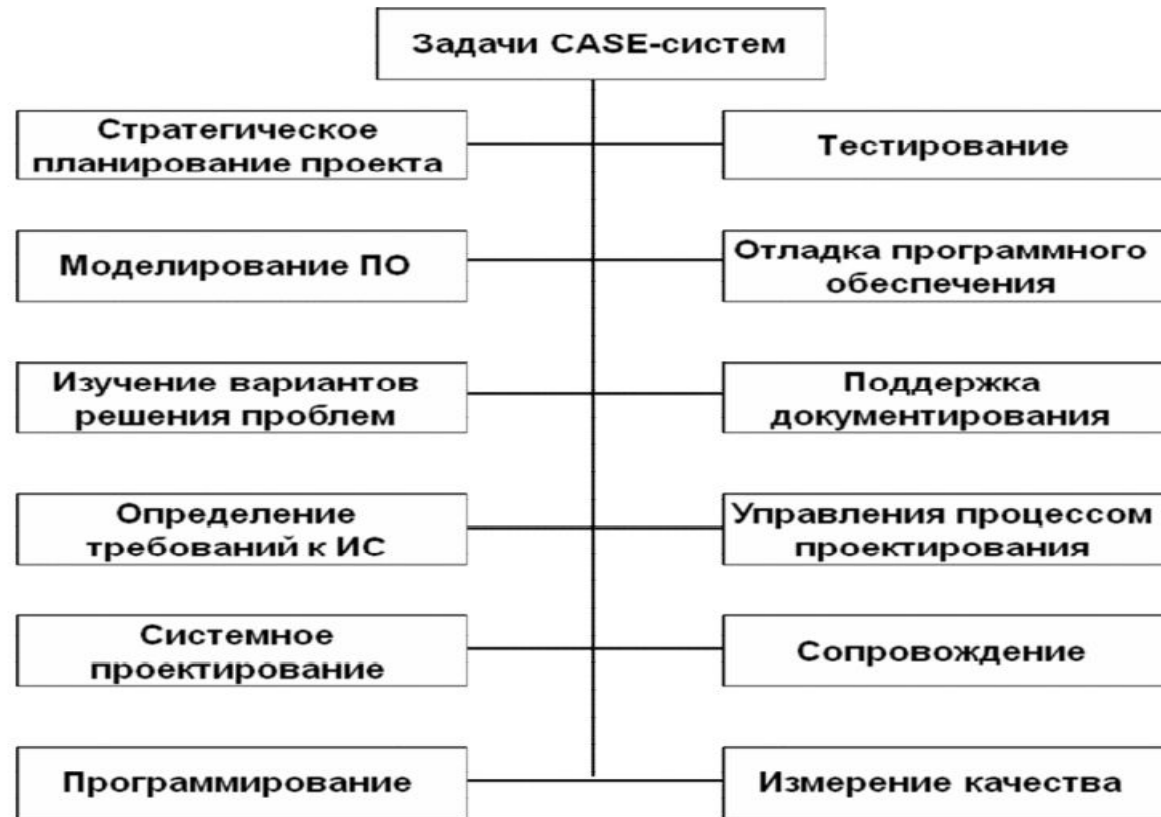 Задачи CASE-систем
Стратегическое
планирование проекта
Тестирование
Моделирование ПО
Отладка программного
обеспечения
Изучение вариантов
решения проблем
Поддержка
документирования
Определение
требований к ИС
Управления процессом
проектирования
Системное
проектирование
Сопровождение
Программирование
Измерение качества